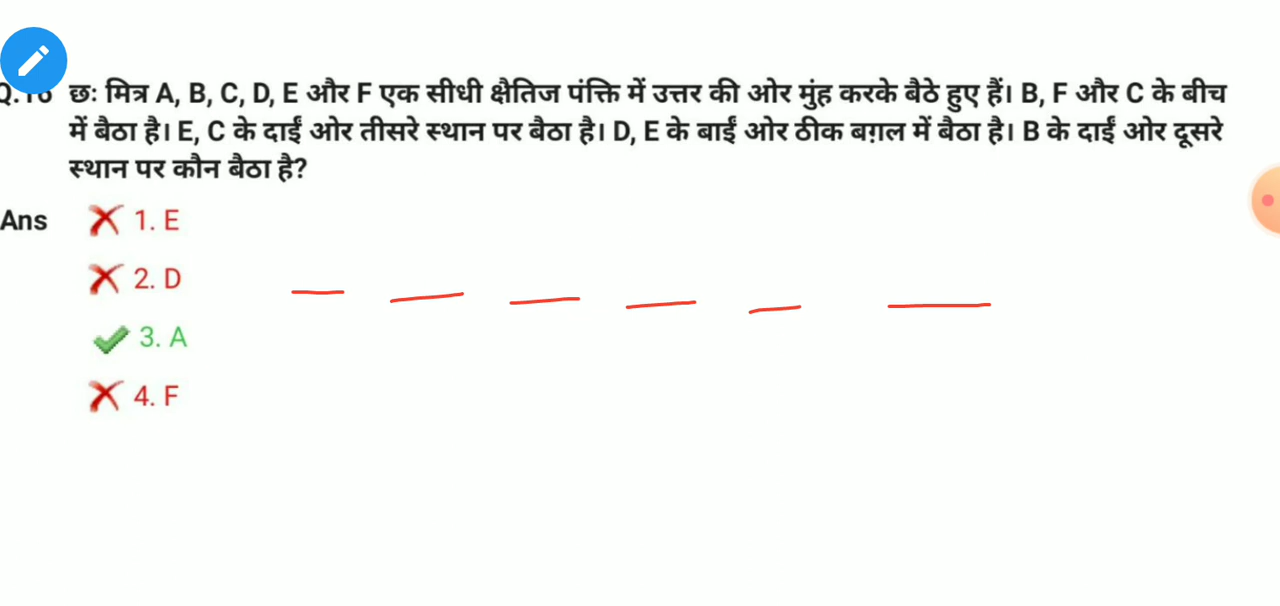 Q.16 छः मित्र A, B, C, D, E और F एक सीधी क्षैतिज पंक्ति में उत्तर की ओर मुंह करके बैठे हुए हैं। B, F और C के बीच
में बैठा है। E, C के दाईं ओर तीसरे स्थान पर बैठा है। D, E के बाईं ओर ठीक बग़ल में बैठा है। B के दाईं ओर दूसरे
स्थान पर कौन बैठा है?
Ans 1. E
2. D
3. A
4. F